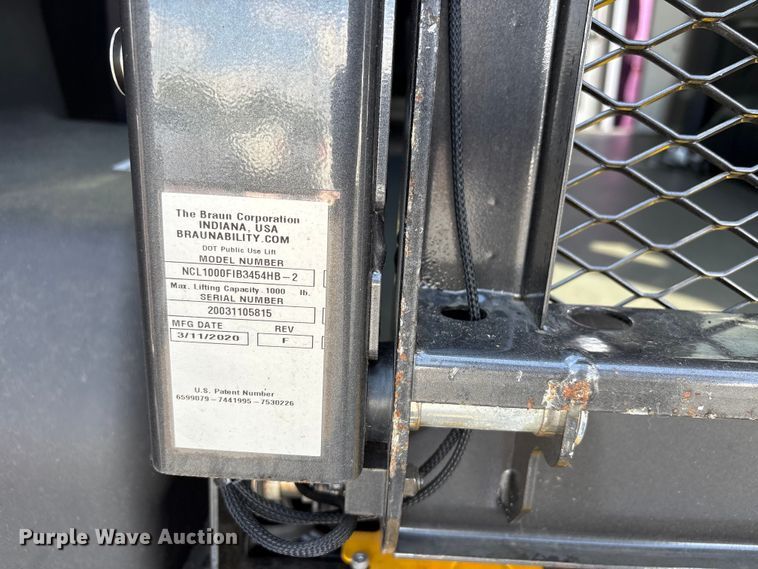 The Braun Corporation
INDIANA, USA
BRAUNABILITY.COM
DOT Public Use Lift
MODEL NUMBER
NCL1000FIB3454HB-2
Max. Lifting Capacity 1000 lb.
SERIAL NUMBER
20031105815
MFG DATE REV
3/11/2020 F
U.S. Patent Number
6599079-7441995-7530226
Purple Wave Auction